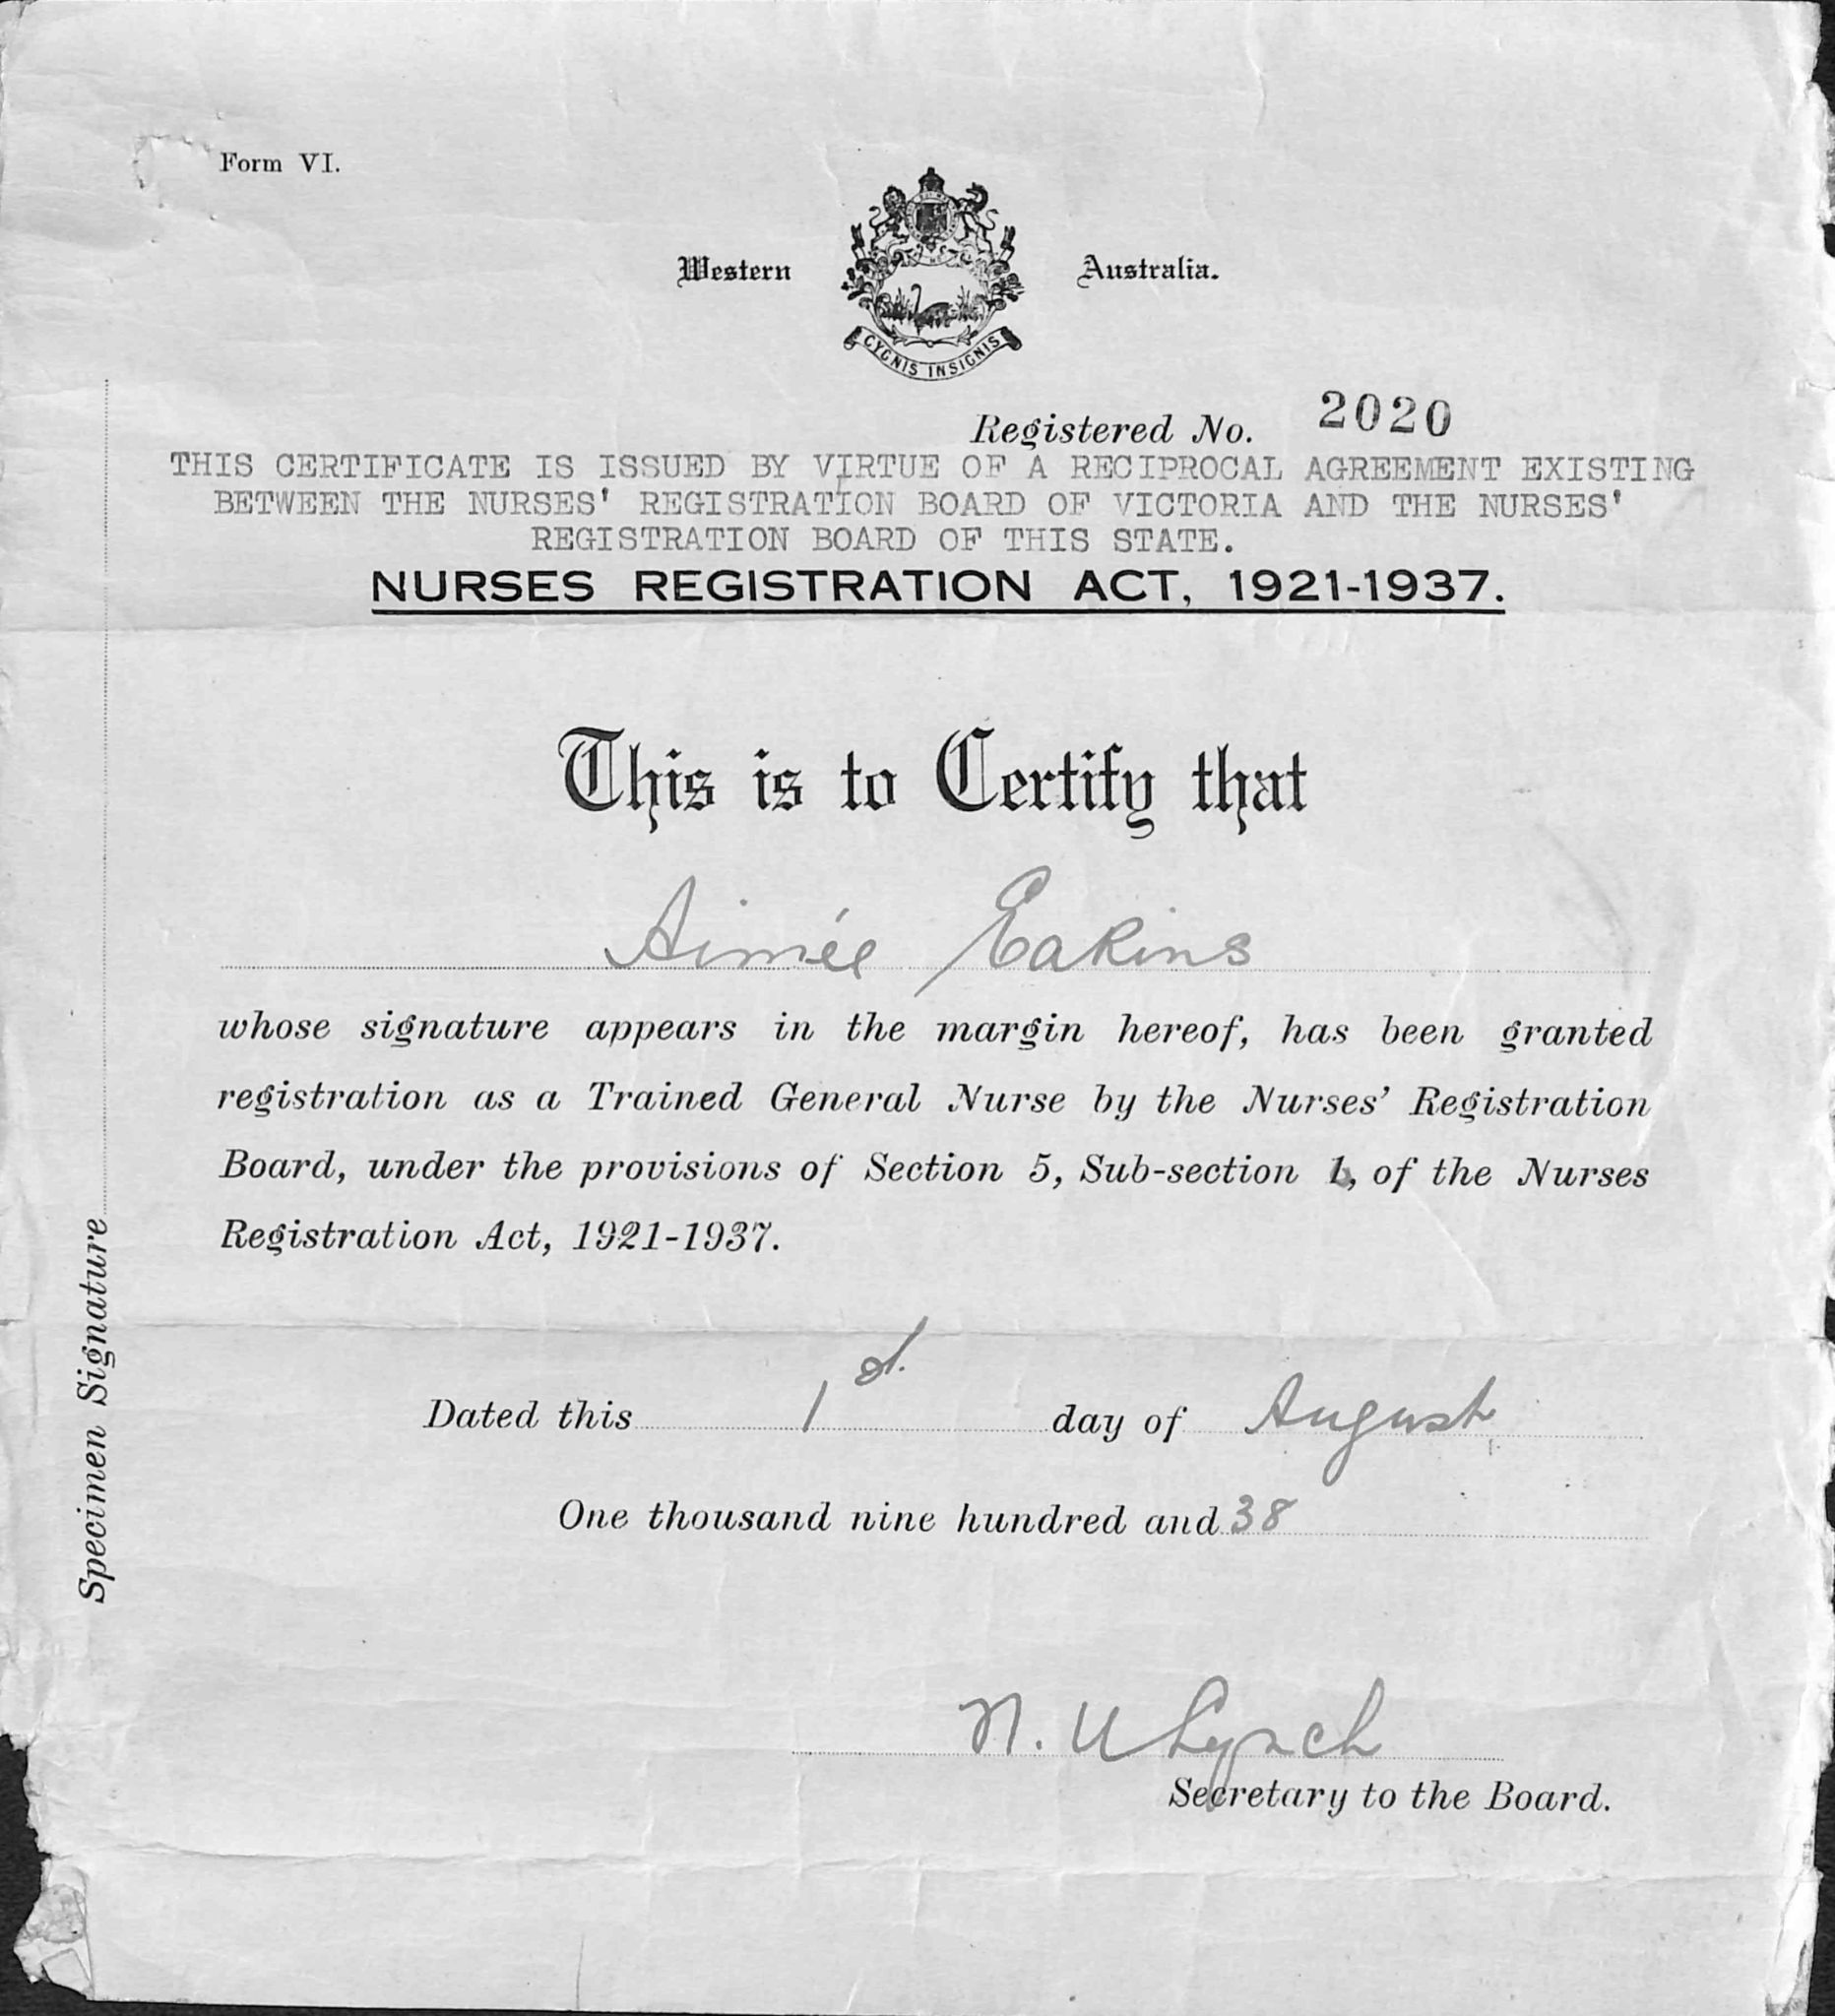 Form VI.
Western Australia.
CYGNIS INSIGNIS
Registered No. 2020
THIS CERTIFICATE IS ISSUED BY VIRTUE OF A RECIPROCAL AGREEMENT EXISTING
BETWEEN THE NURSES' REGISTRATION BOARD OF VICTORIA AND THE NURSES'
REGISTRATION BOARD OF THIS STATE.
NURSES REGISTRATION ACT, 1921-1937.
This is to Certify that
Aimée Eakins
whose signature appears in the margin hereof, has been granted
registration as a Trained General Nurse by the Nurses' Registration
Board, under the provisions of Section 5, Sub-section 1, of the Nurses
Registration Act, 1921-1937.
Dated this 1st. day of August
One thousand nine hundred and 38
N. U Lynch
Secretary to the Board.
Specimen Signature